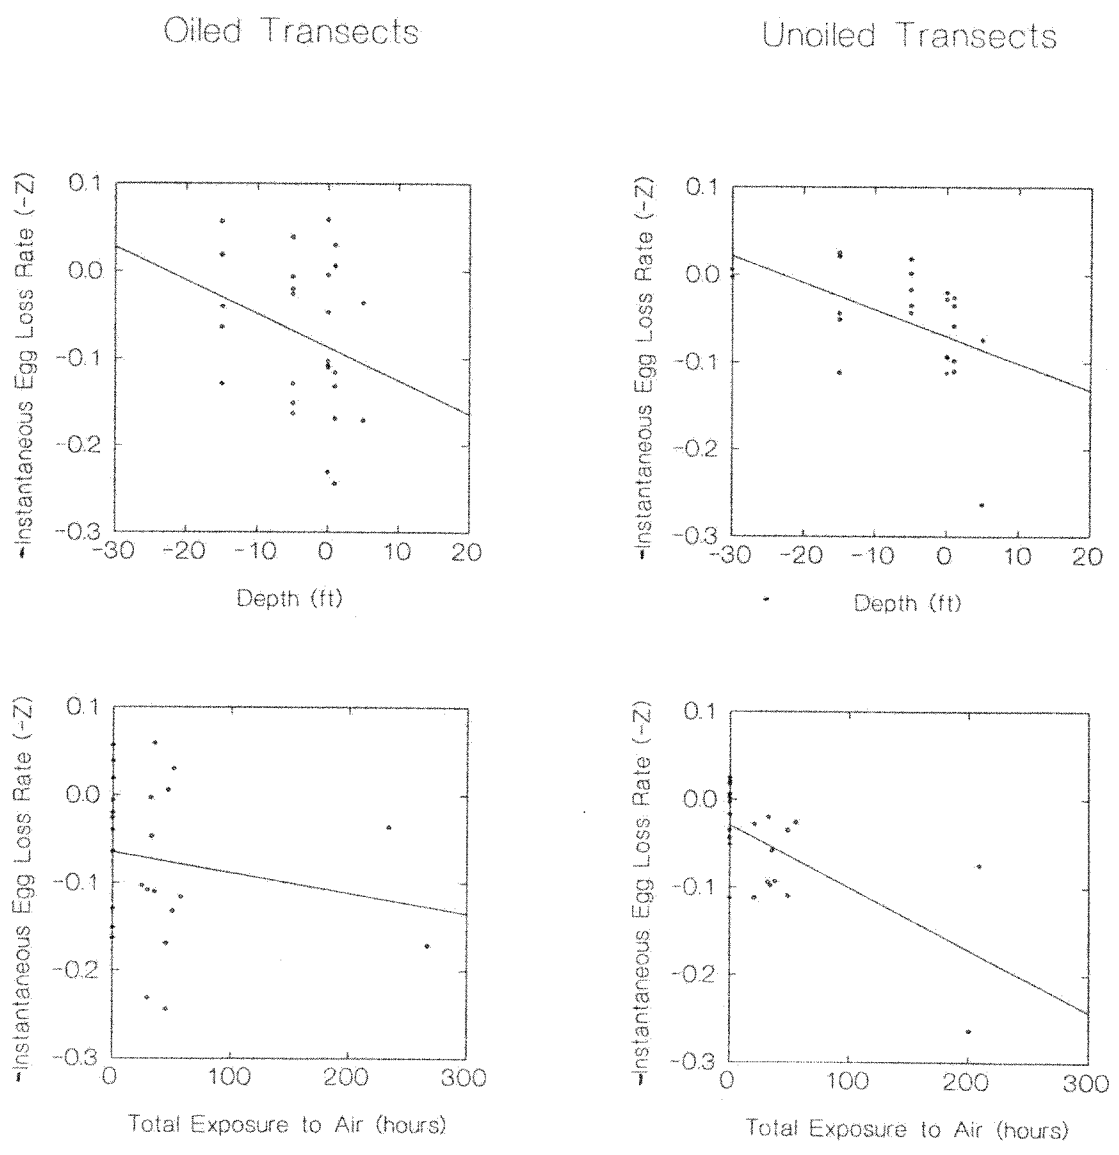 Oiled Transects
Unoiled Transects
-Instantaneous Egg Loss Rate (-Z)
0.1
0.0
-0.1
-0.2
-0.3
-30 -20 -10 0 10 20
Depth (ft)
-Instantaneous Egg Loss Rate (-Z)
0.1
0.0
-0.1
-0.2
-0.3
-30 -20 -10 0 10 20
Depth (ft)
-Instantaneous Egg Loss Rate (-Z)
0.1
0.0
-0.1
-0.2
-0.3
0 100 200 300
Total Exposure to Air (hours)
-Instantaneous Egg Loss Rate (-Z)
0.1
0.0
-0.1
-0.2
-0.3
0 100 200 300
Total Exposure to Air (hours)